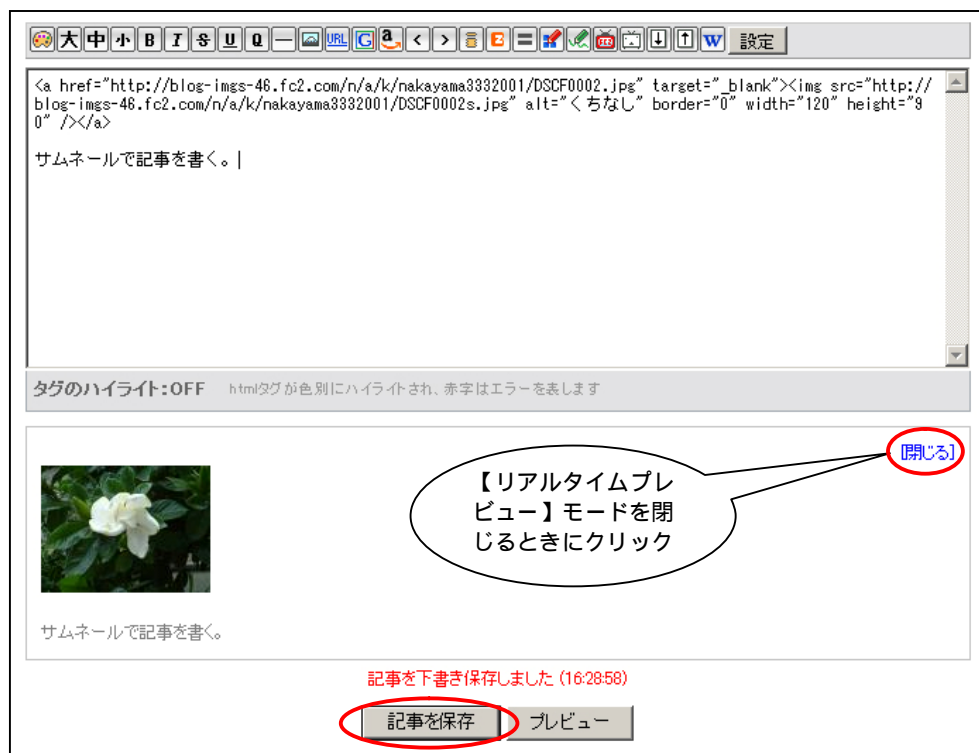 大 中 小 B I S U Q URL G a < > E W 設定
<a href="http://blog-imgs-46.fc2.com/n/a/k/nakayama3332001/DSCF0002.jpg" target="_blank"><img src="http://
blog-imgs-46.fc2.com/n/a/k/nakayama3332001/DSCF0002s.jpg" alt="くちなし" border="0" width="120" height="9
0" /></a>
サムネールで記事を書く。
タグのハイライト:OFF htmlタグが色別にハイライトされ、赤字はエラーを表します
[閉じる]
【リアルタイムプレ
ビュー】モードを閉
じるときにクリック
サムネールで記事を書く。
記事を下書き保存しました (16:28:58)
記事を保存 プレビュー